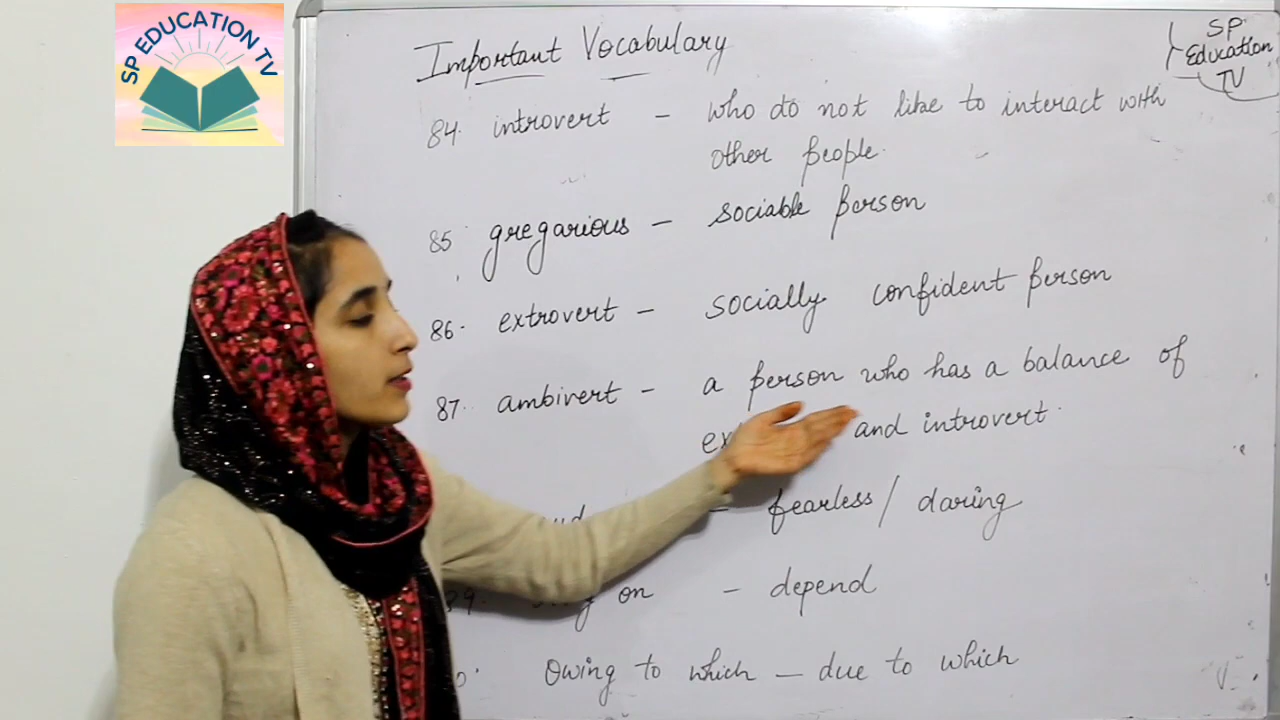 SP EDUCATION TV
Important Vocabulary
SP
Education
TV
84. introvert - who do not like to interact with
other people.
85 gregarious - sociable person
86. extrovert - socially confident person
87. ambivert - a person who has a balance of
and introvert.
- fearless / daring
89. on - depend
Owing to which - due to which